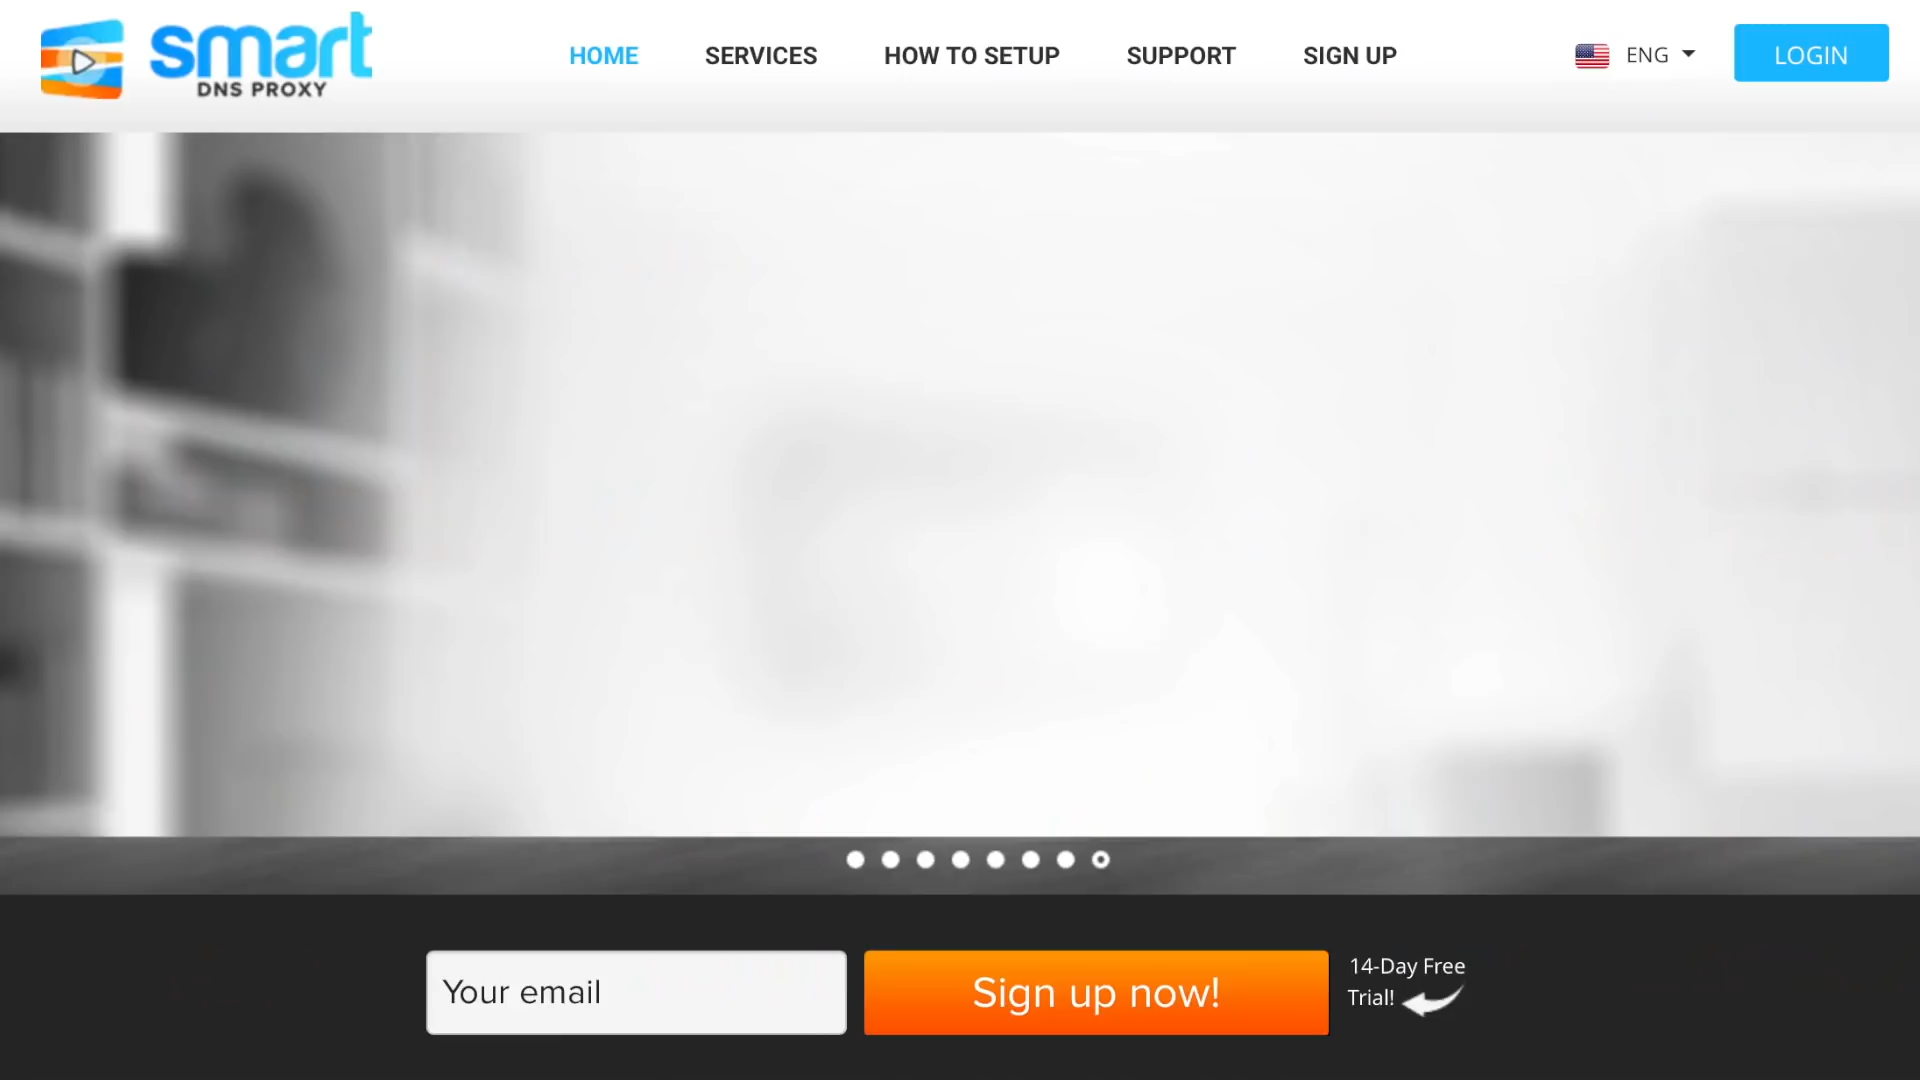 smart
DNS PROXY
HOME SERVICES HOW TO SETUP SUPPORT SIGN UP ENG LOGIN
Your email
Sign up now!
14-Day Free
Trial!